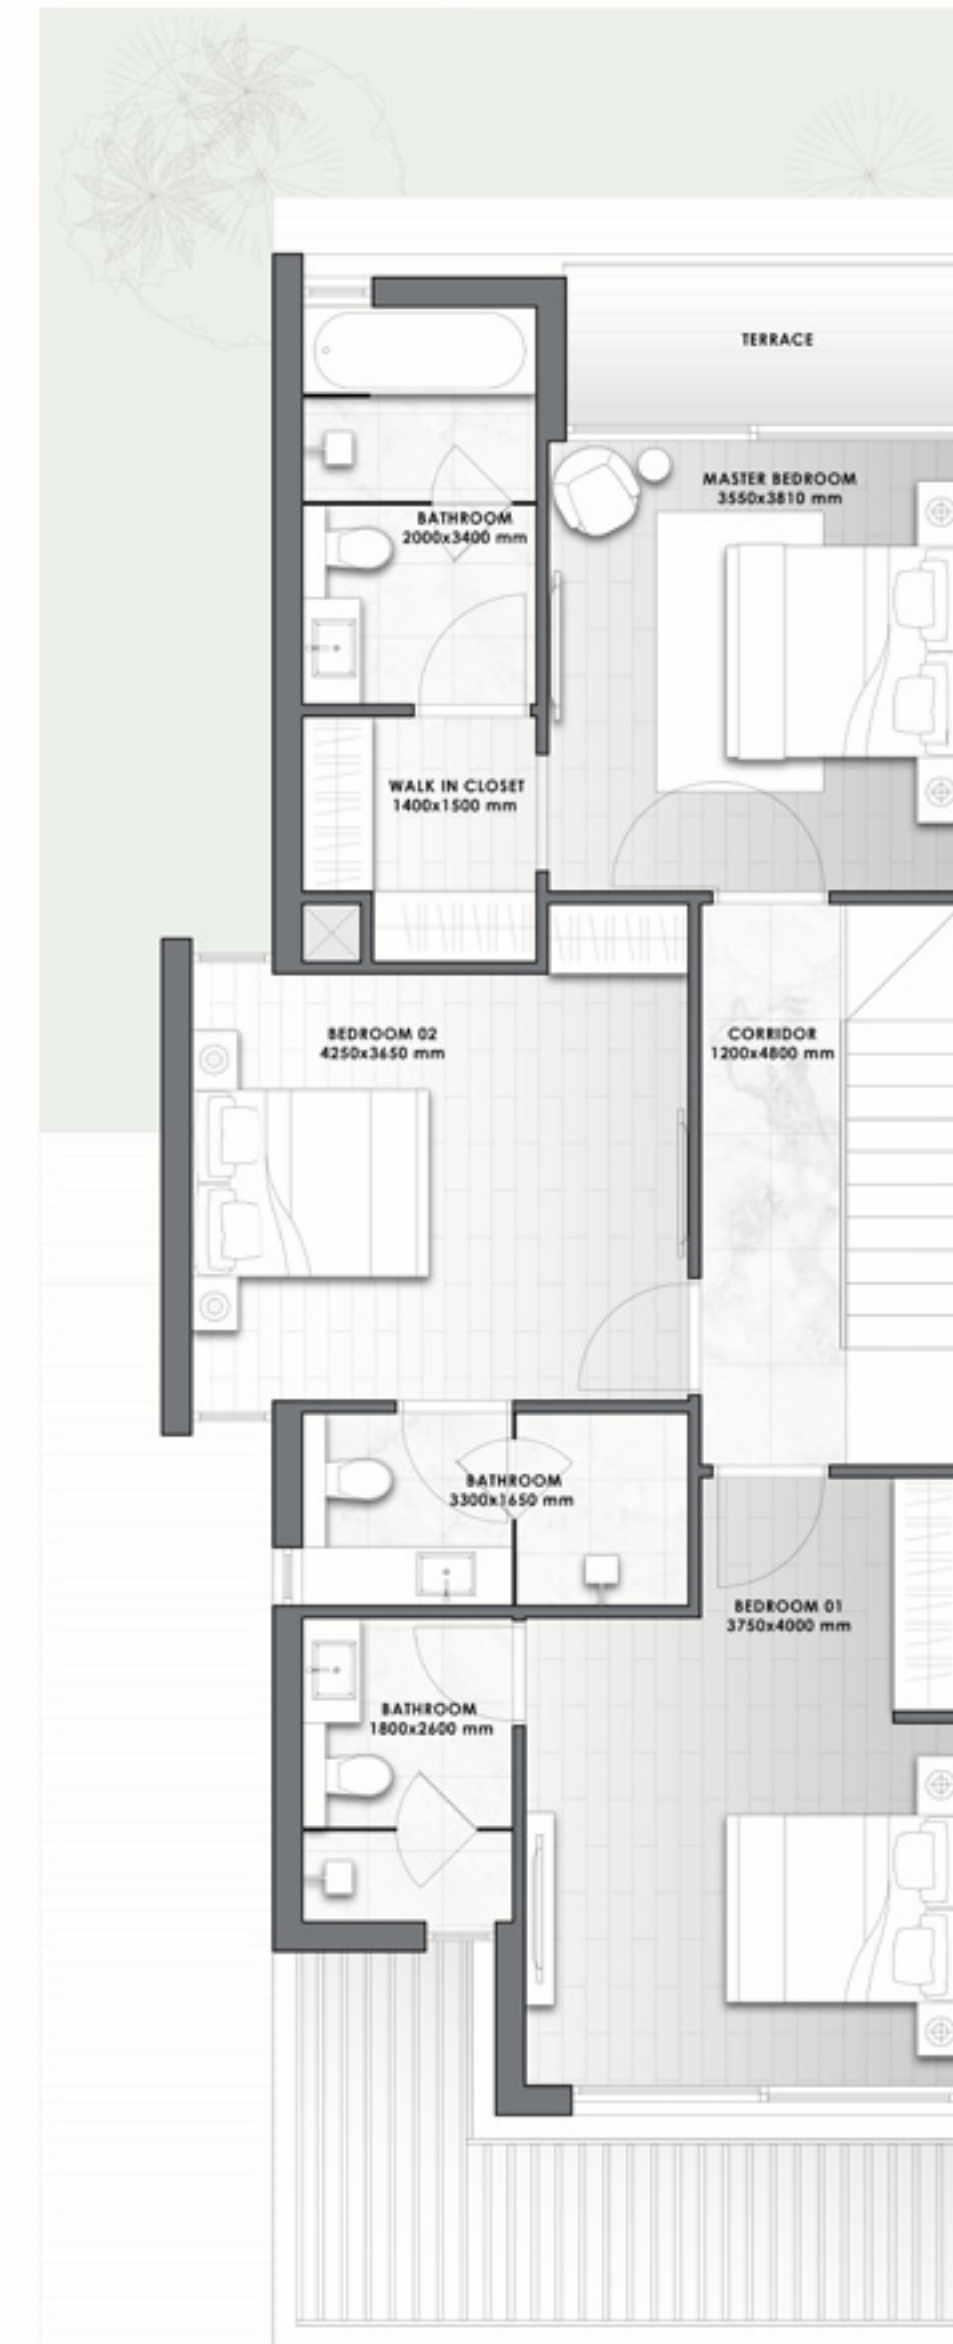 TERRACE
MASTER BEDROOM
3550x3810 mm
BATHROOM
2000x3400 mm
WALK IN CLOSET
1400x1500 mm
BEDROOM 02
4250x3650 mm
CORRIDOR
1200x4800 mm
BATHROOM
3300x1650 mm
BEDROOM 01
3750x4000 mm
BATHROOM
1800x2600 mm